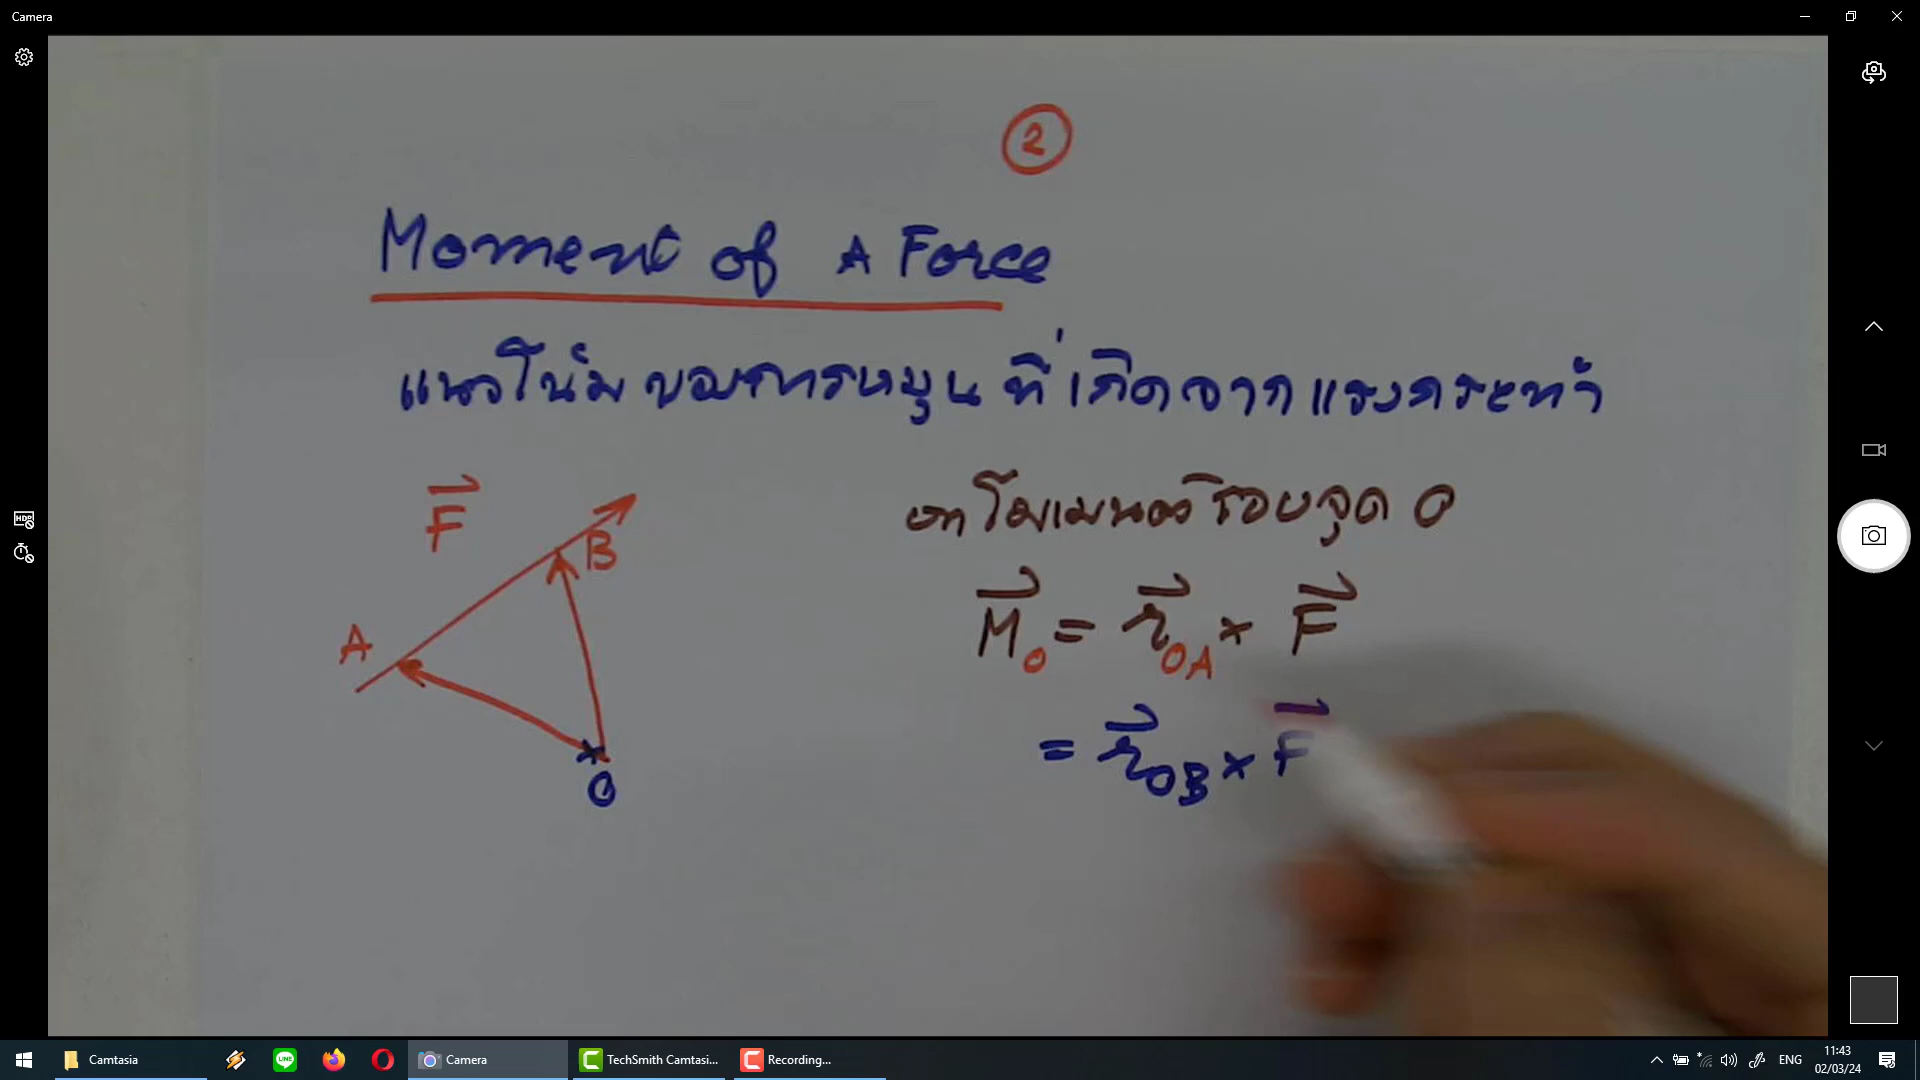 Camera
2
Moment of A Force
แนวโน้มของการหมุนที่เกิดจากแรงกระทำ
F
B
A
O
หาโมเมนต์รอบจุด O
M O = r OA × F
= r OB × F
Camtasia
Camera
TechSmith Camtasi...
Recording...
ENG
11:43
02/03/24